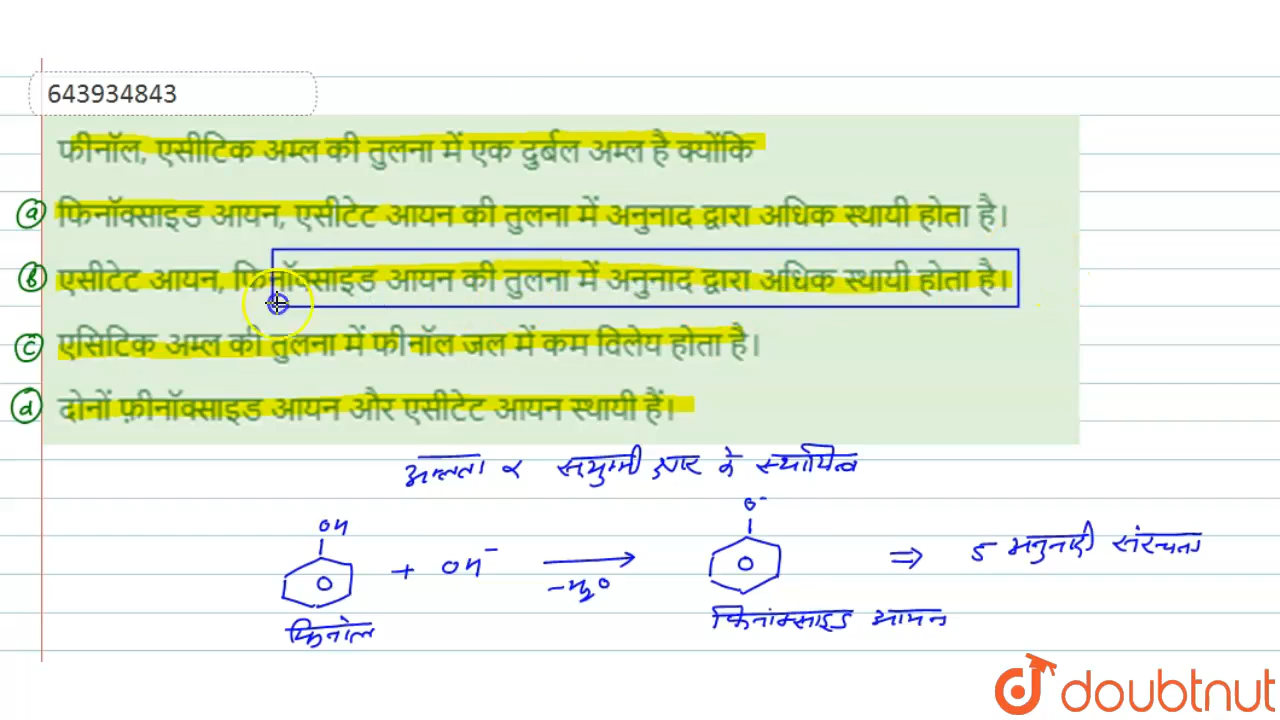 643934843
फीनॉल, एसीटिक अम्ल की तुलना में एक दुर्बल अम्ल है क्योंकि
(a) फिनॉक्साइड आयन, एसीटेट आयन की तुलना में अनुनाद द्वारा अधिक स्थायी होता है।
(b) एसीटेट आयन, फिनॉक्साइड आयन की तुलना में अनुनाद द्वारा अधिक स्थायी होता है।
(c) एसिटिक अम्ल की तुलना में फीनॉल जल में कम विलेय होता है।
(d) दोनों फ़ीनॉक्साइड आयन और एसीटेट आयन स्थायी हैं।
अम्लता ∝ संयुग्मी क्षार के स्थायित्व
OH + OH⁻ -H₂O O⁻ ⇒ 5 अनुनादी संरचना
फिनोल फिनॉक्साइड आयन
doubtnut